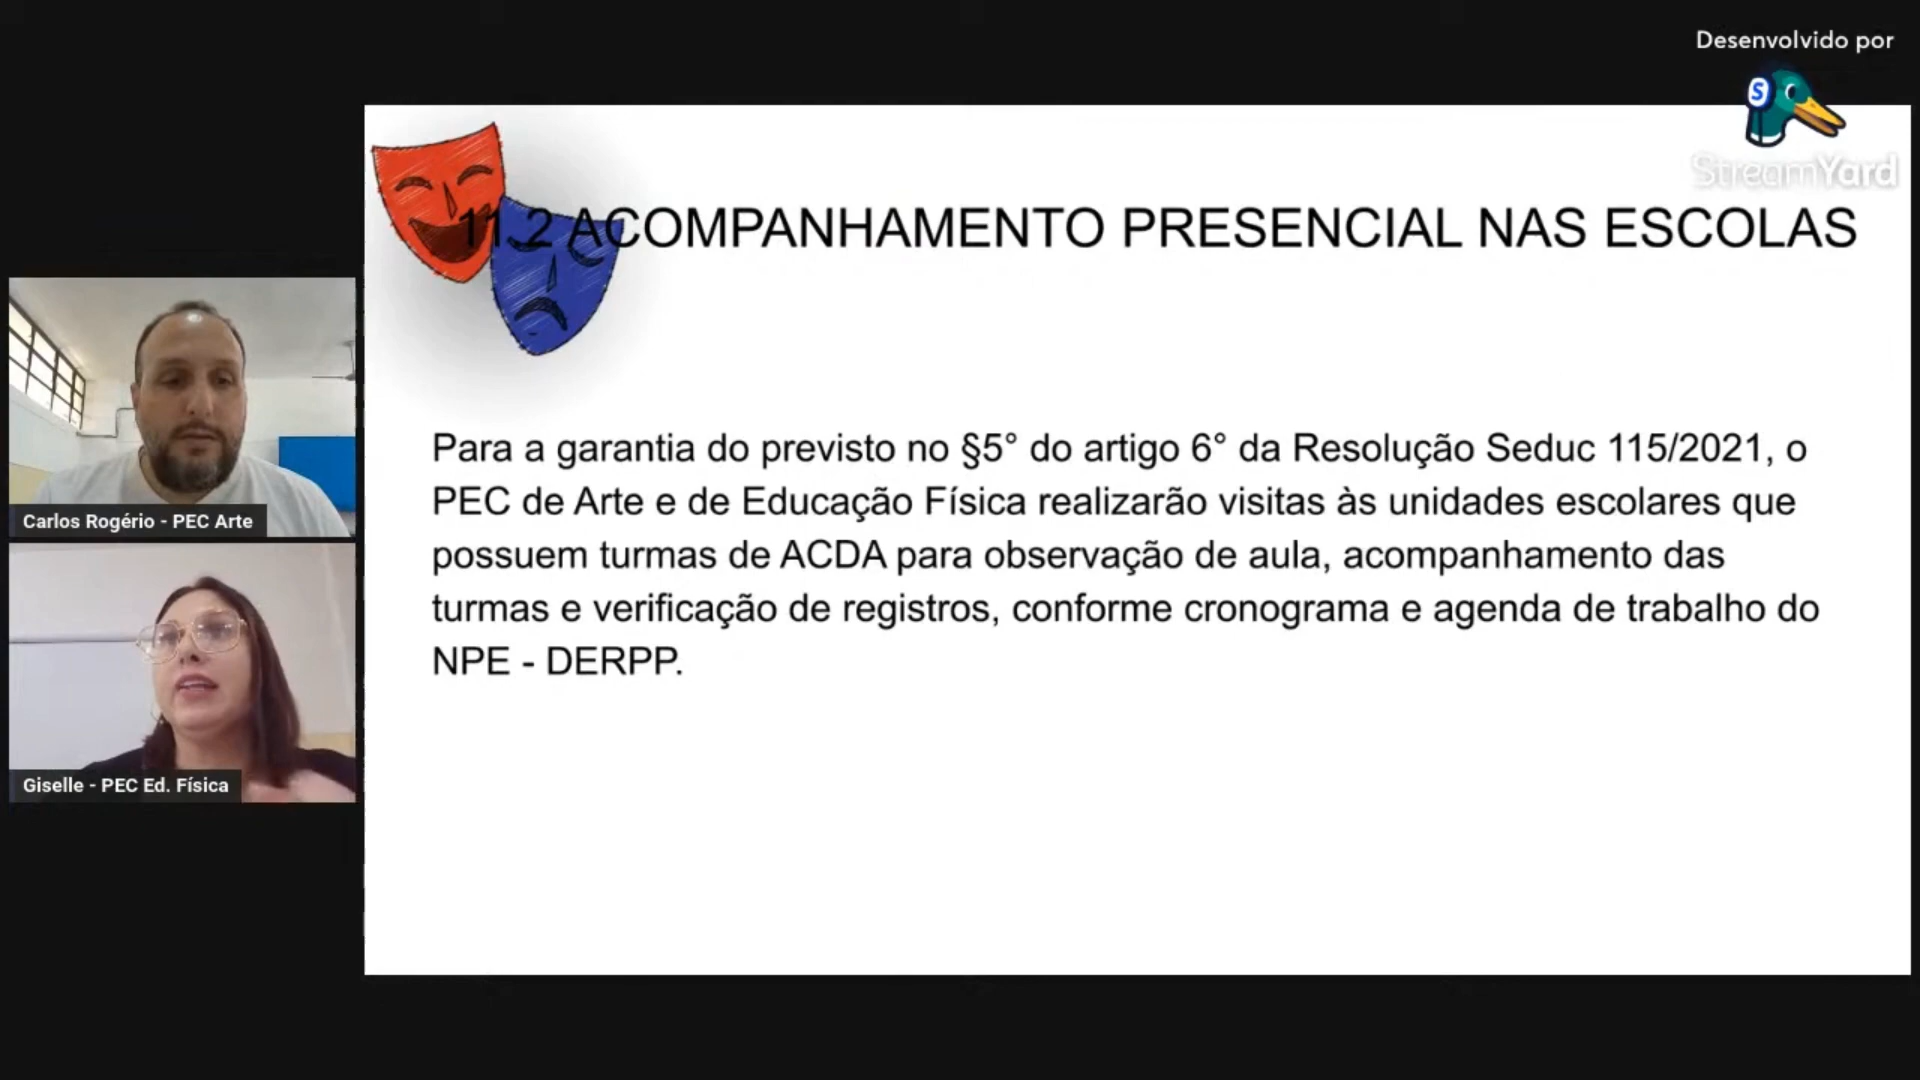 Desenvolvido por
S
StreamYard
11.2 ACOMPANHAMENTO PRESENCIAL NAS ESCOLAS
Para a garantia do previsto no §5° do artigo 6° da Resolução Seduc 115/2021, o
PEC de Arte e de Educação Física realizarão visitas às unidades escolares que
possuem turmas de ACDA para observação de aula, acompanhamento das
turmas e verificação de registros, conforme cronograma e agenda de trabalho do
NPE - DERPP.
Carlos Rogério - PEC Arte
Giselle - PEC Ed. Física